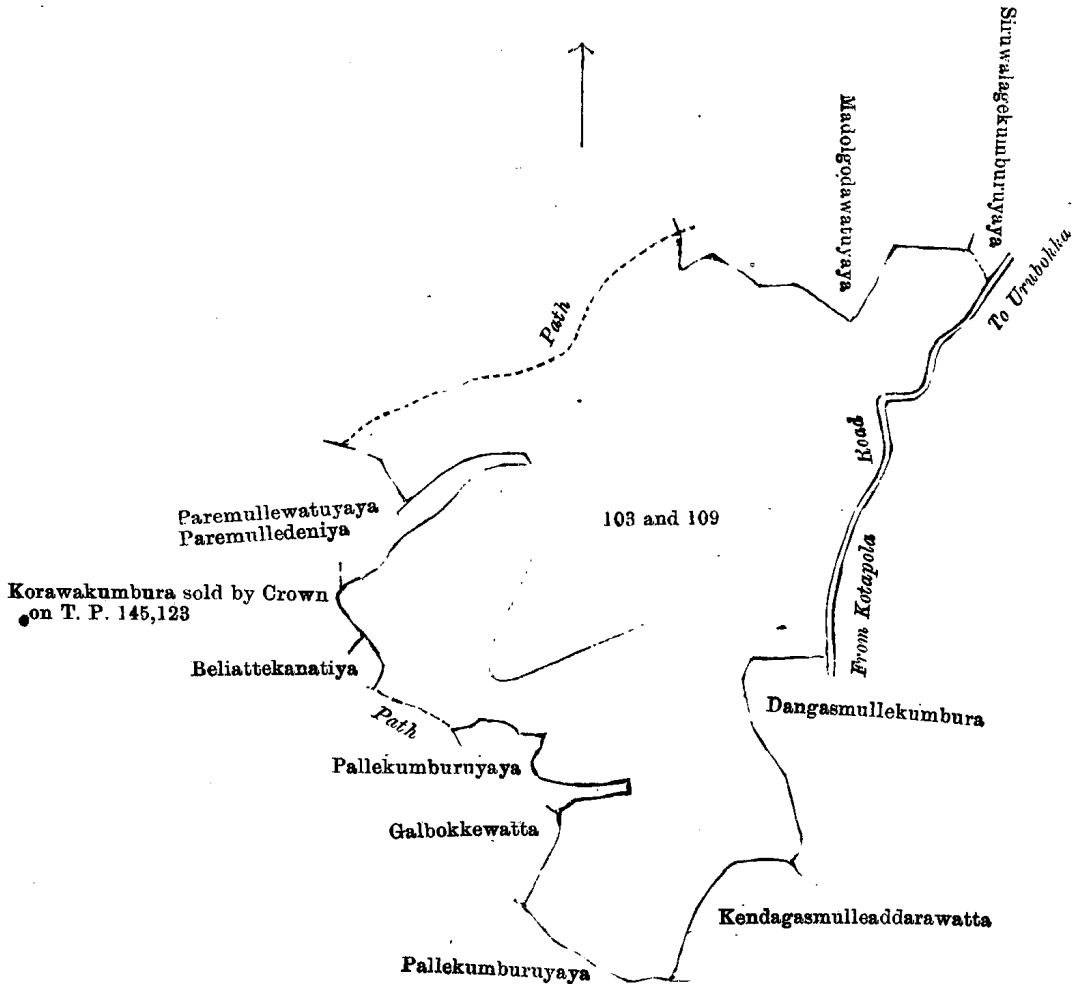 Siruwalagekumburuyaya
Madolgodawatuyaya
To Urubokka
Path
Road
Paremullewatuyaya
Paremulledeniya
103 and 109
From Kotapola
Korawakumbura sold by Crown
on T. P. 145,123
Beliattekanatiya
Path
Dangasmullekumbura
Pallekumburuyaya
Galbokkewatta
Kendagasmulleaddarawatta
Pallekumburuyaya